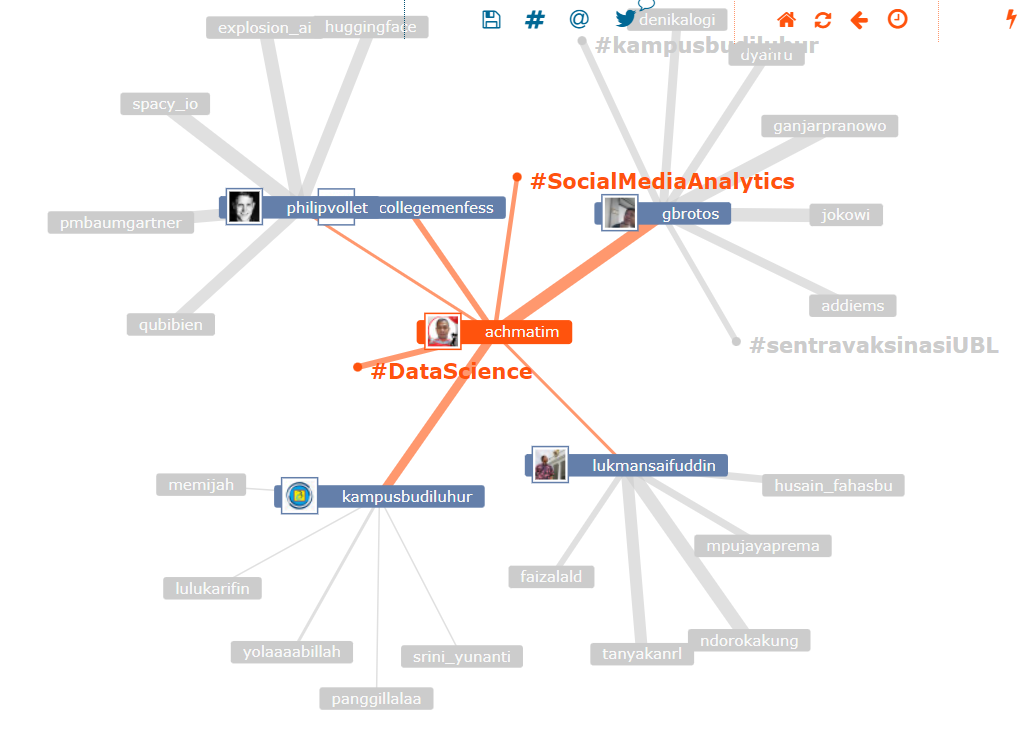 explosion_ai
huggingface
#
@
denikalogi
#kampusbudiluhur
dyahru
spacy_io
ganjarpranowo
#SocialMediaAnalytics
philipvollet
collegemenfess
gbrotos
jokowi
pmbaumgartner
addiems
qubibien
achmatim
#sentravaksinasiUBL
#DataScience
lukmansaifuddin
memijah
kampusbudiluhur
husain_fahasbu
mpujayaprema
faizalald
lulukarifin
ndorokakung
yolaaaabillah
srini_yunanti
tanyakanrl
panggillalaa